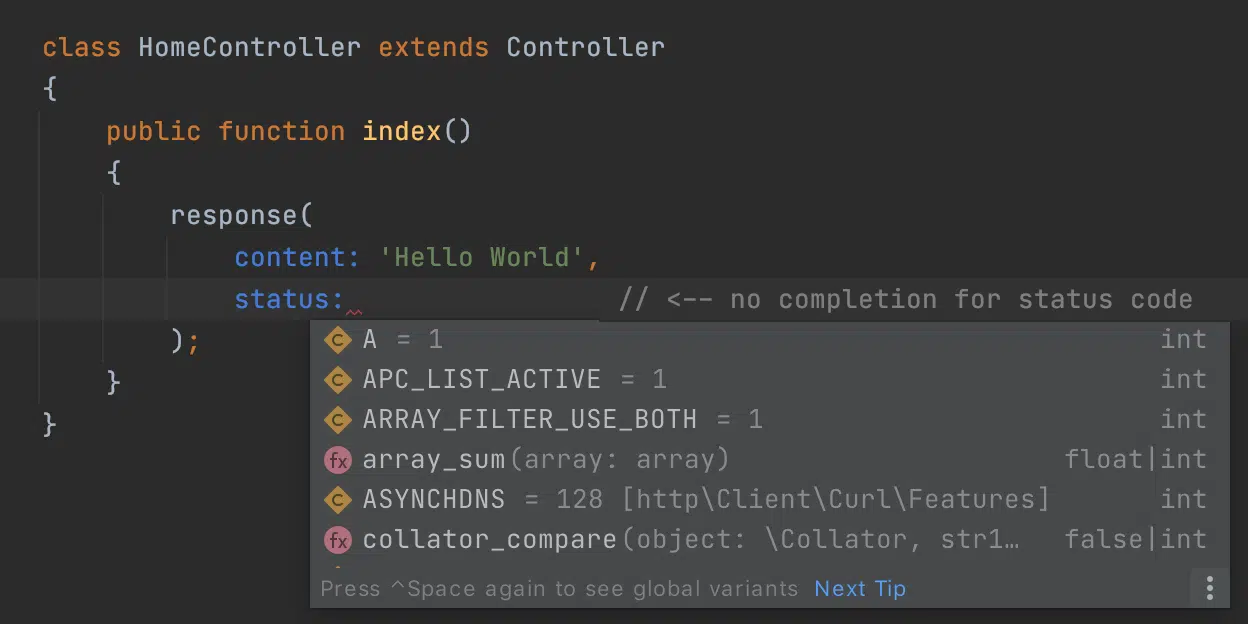 class HomeController extends Controller
{
public function index()
{
response(
content: 'Hello World',
status: // <-- no completion for status code
);
}
}
C A = 1 int
C APC_LIST_ACTIVE = 1 int
C ARRAY_FILTER_USE_BOTH = 1 int
fx array_sum(array: array) float|int
C ASYNCHDNS = 128 [http\Client\Curl\Features] int
fx collator_compare(object: \Collator, str1… false|int
Press ^Space again to see global variants Next Tip